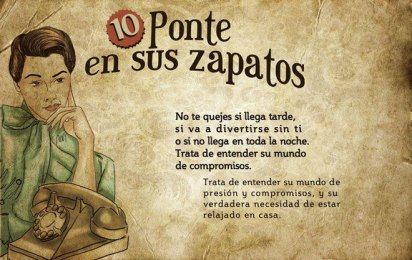 10 Ponte
en sus zapatos
No te quejes si llega tarde,
si va a divertirse sin ti
o si no llega en toda la noche.
Trata de entender su mundo
de compromisos.
Trata de entender su mundo de
presión y compromisos, y su
verdadera necesidad de estar
relajado en casa.